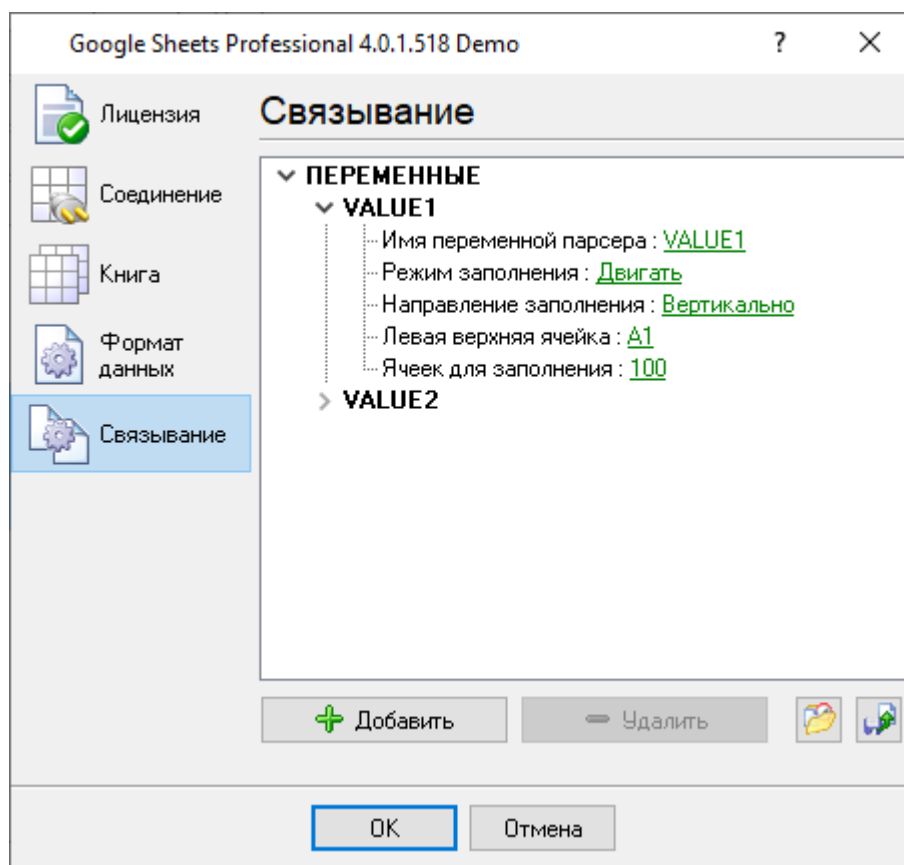 Google Sheets Professional 4.0.1.518 Demo
?
Лицензия
Соединение
Книга
Формат
данных
Связывание
Связывание
ПЕРЕМЕННЫЕ
VALUE1
Имя переменной парсера : VALUE1
Режим заполнения : Двигать
Направление заполнения : Вертикально
Левая верхняя ячейка : A1
Ячеек для заполнения : 100
VALUE2
Добавить
Удалить
OK
Отмена